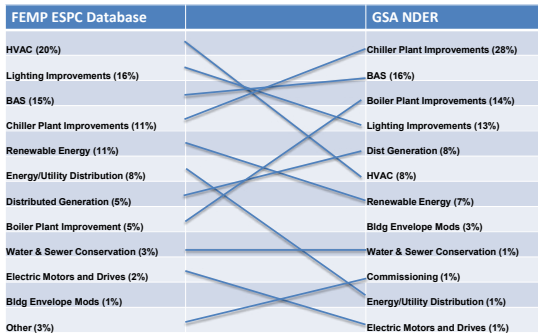 FEMP ESPC Database GSA NDER
HVAC (20%) Chiller Plant Improvements (28%)
Lighting Improvements (16%) BAS (16%)
BAS (15%) Boiler Plant Improvements (14%)
Chiller Plant Improvements (11%) Lighting Improvements (13%)
Renewable Energy (11%) Dist Generation (8%)
Energy/Utility Distribution (8%) HVAC (8%)
Distributed Generation (5%) Renewable Energy (7%)
Boiler Plant Improvement (5%) Bldg Envelope Mods (3%)
Water & Sewer Conservation (3%) Water & Sewer Conservation (1%)
Electric Motors and Drives (2%) Commissioning (1%)
Bldg Envelope Mods (1%) Energy/Utility Distribution (1%)
Other (3%) Electric Motors and Drives (1%)